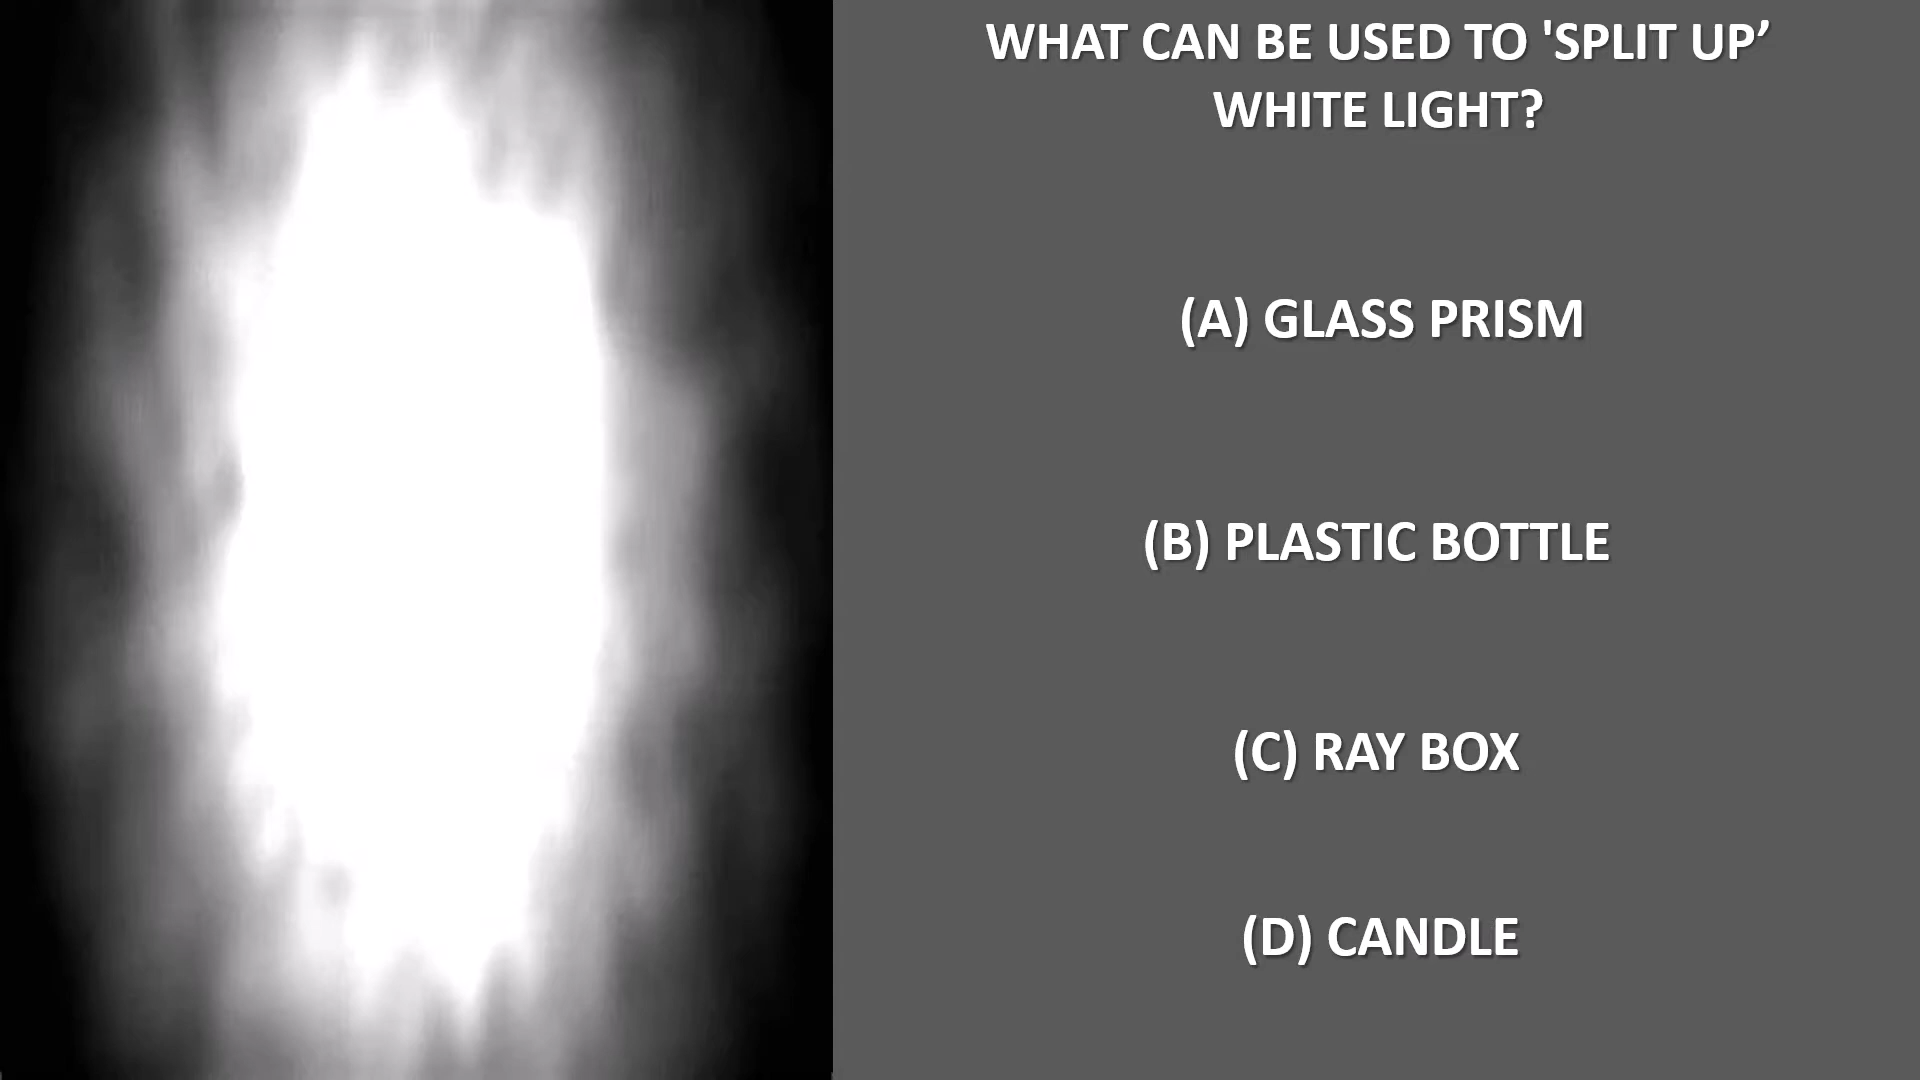 WHAT CAN BE USED TO 'SPLIT UP’
WHITE LIGHT?
(A) GLASS PRISM
(B) PLASTIC BOTTLE
(C) RAY BOX
(D) CANDLE